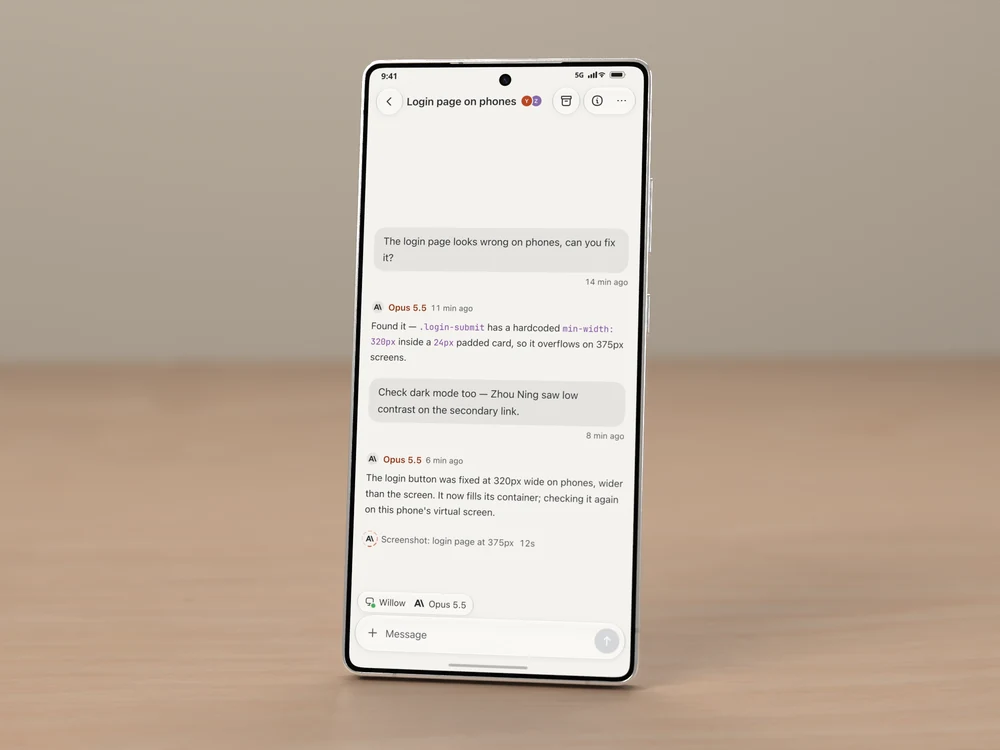 9:41
5G
Login page on phones
Y Z
The login page looks wrong on phones, can you fix
it?
14 min ago
Opus 5.5 11 min ago
Found it — .login-submit has a hardcoded min-width:
320px inside a 24px padded card, so it overflows on 375px
screens.
Check dark mode too — Zhou Ning saw low
contrast on the secondary link.
8 min ago
Opus 5.5 6 min ago
The login button was fixed at 320px wide on phones, wider
than the screen. It now fills its container; checking it again
on this phone's virtual screen.
Screenshot: login page at 375px 12s
Willow Opus 5.5
Message